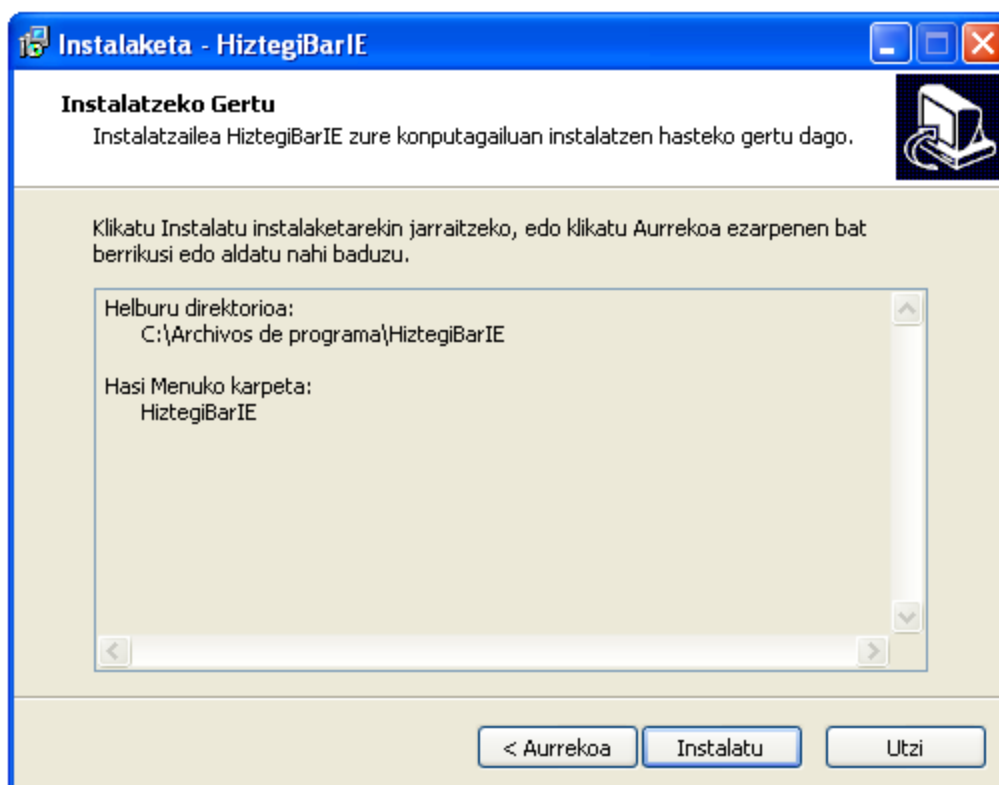 Instalaketa - HiztegiBarIE
Instalatzeko Gertu
Instalatzailea HiztegiBarIE zure konputagailuan instalatzen hasteko gertu dago.
Klikatu Instalatu instalaketarekin jarraitzeko, edo klikatu Aurrekoa ezarpenen bat
berrikusi edo aldatu nahi baduzu.
Helburu direktorioa:
C:\Archivos de programa\HiztegiBarIE
Hasi Menuko karpeta:
HiztegiBarIE
< Aurrekoa
Instalatu
Utzi